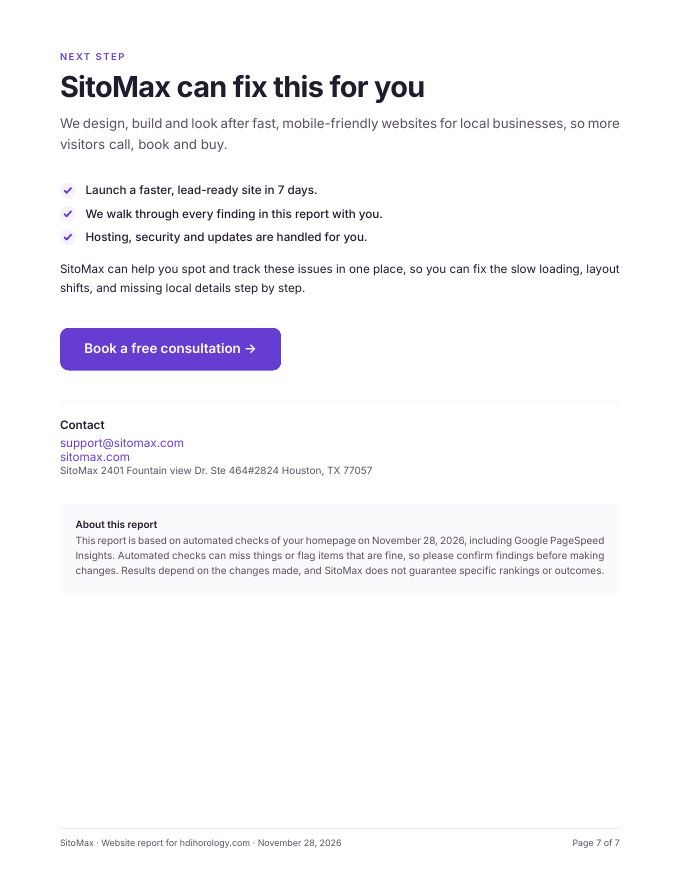 NEXT STEP
SitoMax can fix this for you
We design, build and look after fast, mobile-friendly websites for local businesses, so more
visitors call, book and buy.
Launch a faster, lead-ready site in 7 days.
We walk through every finding in this report with you.
Hosting, security and updates are handled for you.
SitoMax can help you spot and track these issues in one place, so you can fix the slow loading, layout
shifts, and missing local details step by step.
Book a free consultation →
Contact
support@sitomax.com
sitomax.com
SitoMax 2401 Fountain view Dr. Ste 464#2824 Houston, TX 77057
About this report
This report is based on automated checks of your homepage on November 28, 2026, including Google PageSpeed
Insights. Automated checks can miss things or flag items that are fine, so please confirm findings before making
changes. Results depend on the changes made, and SitoMax does not guarantee specific rankings or outcomes.
SitoMax · Website report for hdihorology.com · November 28, 2026
Page 7 of 7